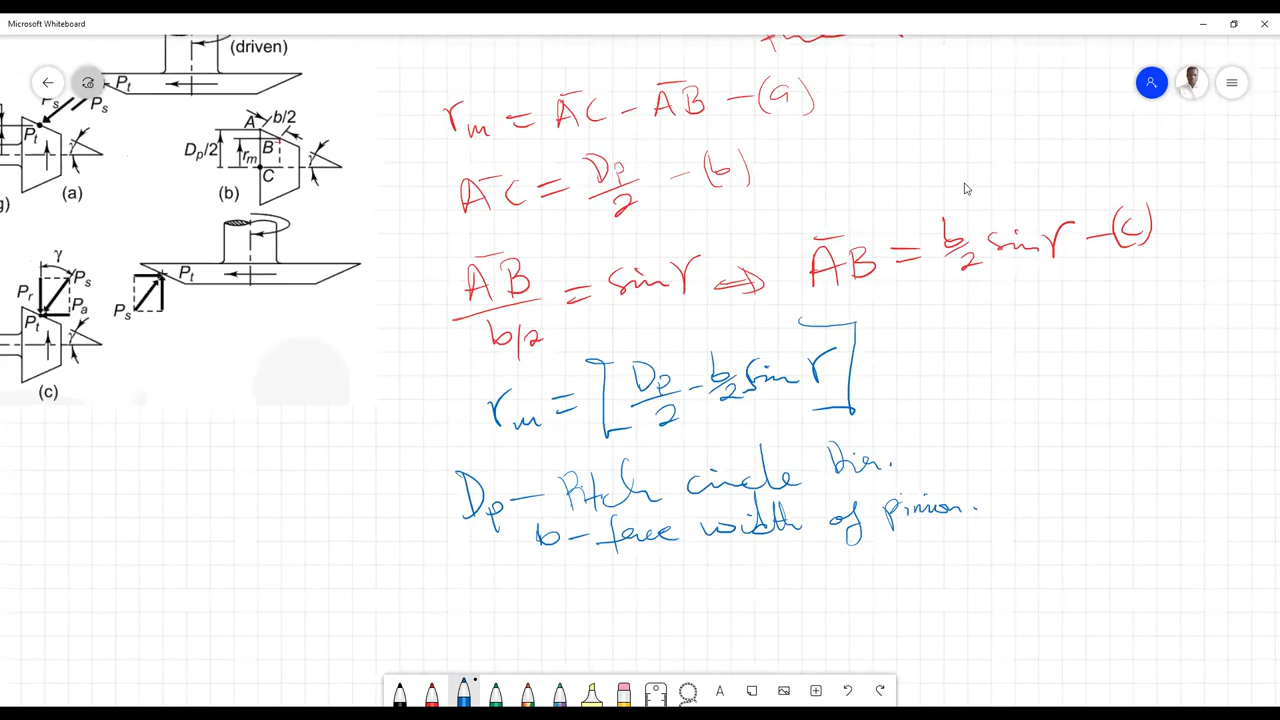 Microsoft Whiteboard
(driven)
Pt
Ps
Ps
Pt
(a)
A
b/2
Dp/2
rm
B
C
γ
(b)
g)
rm = AC - AB - (a)
AC = Dp/2 - (b)
AB/b/2 = sin r ⇔ AB = b/2 sin r - (c)
γ
Pr
Ps
Pa
Pt
γ
(c)
Pt
Ps
rm = [Dp/2 - b/2 sin r]
Dp - Pitch circle Dia.
b - face width of pinion.
A